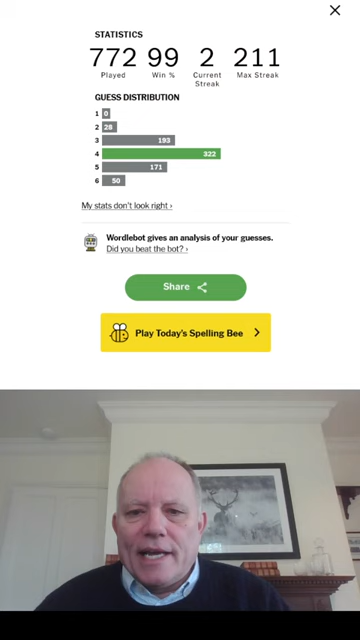 STATISTICS
772 99 2 211
Played Win % Current Streak Max Streak
GUESS DISTRIBUTION
1 0
2 28
3 193
4 322
5 171
6 50
My stats don't look right ›
Wordlebot gives an analysis of your guesses.
Did you beat the bot? ›
Share
Play Today's Spelling Bee